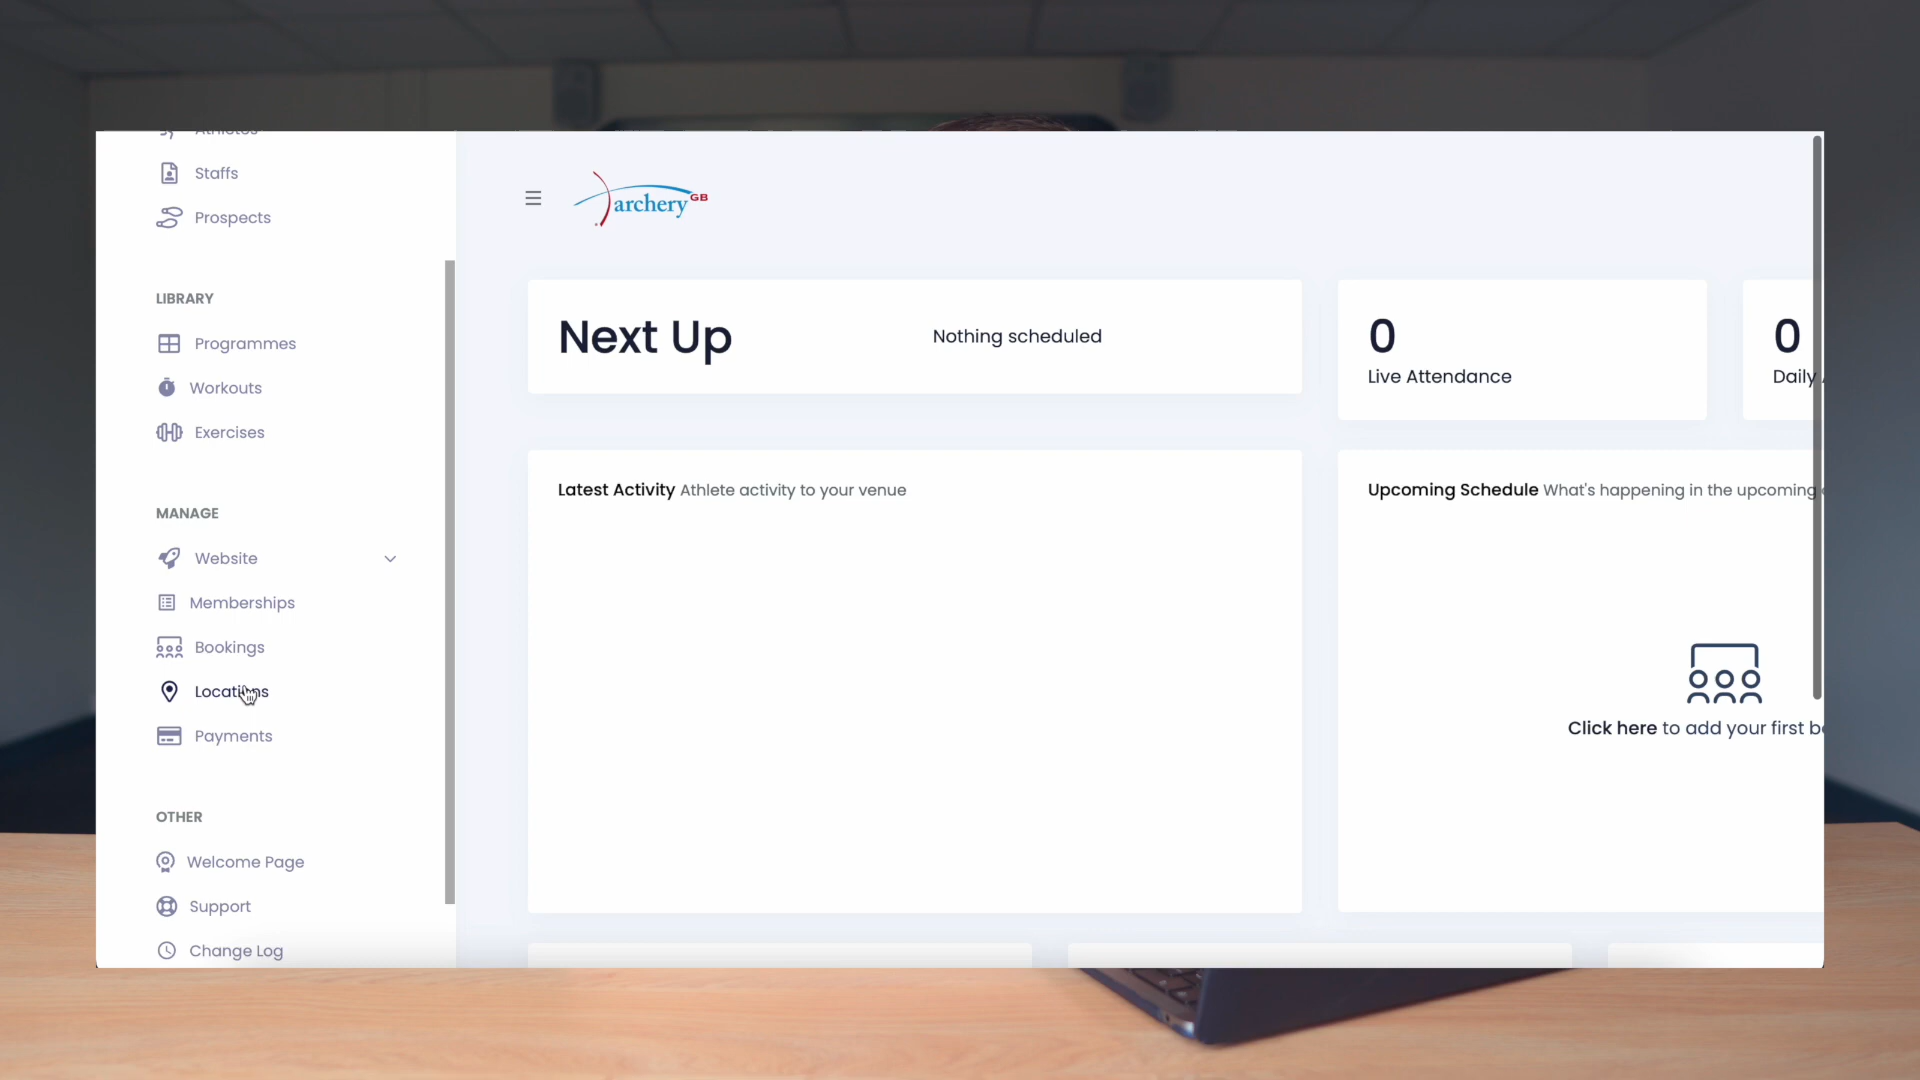 Athletes
Staffs
Prospects
LIBRARY
Programmes
Workouts
Exercises
MANAGE
Website
Memberships
Bookings
Locations
Payments
OTHER
Welcome Page
Support
Change Log
archery GB
Next Up
Nothing scheduled
0
Live Attendance
0
Daily
Latest Activity Athlete activity to your venue
Upcoming Schedule What's happening in the upcoming
Click here to add your first